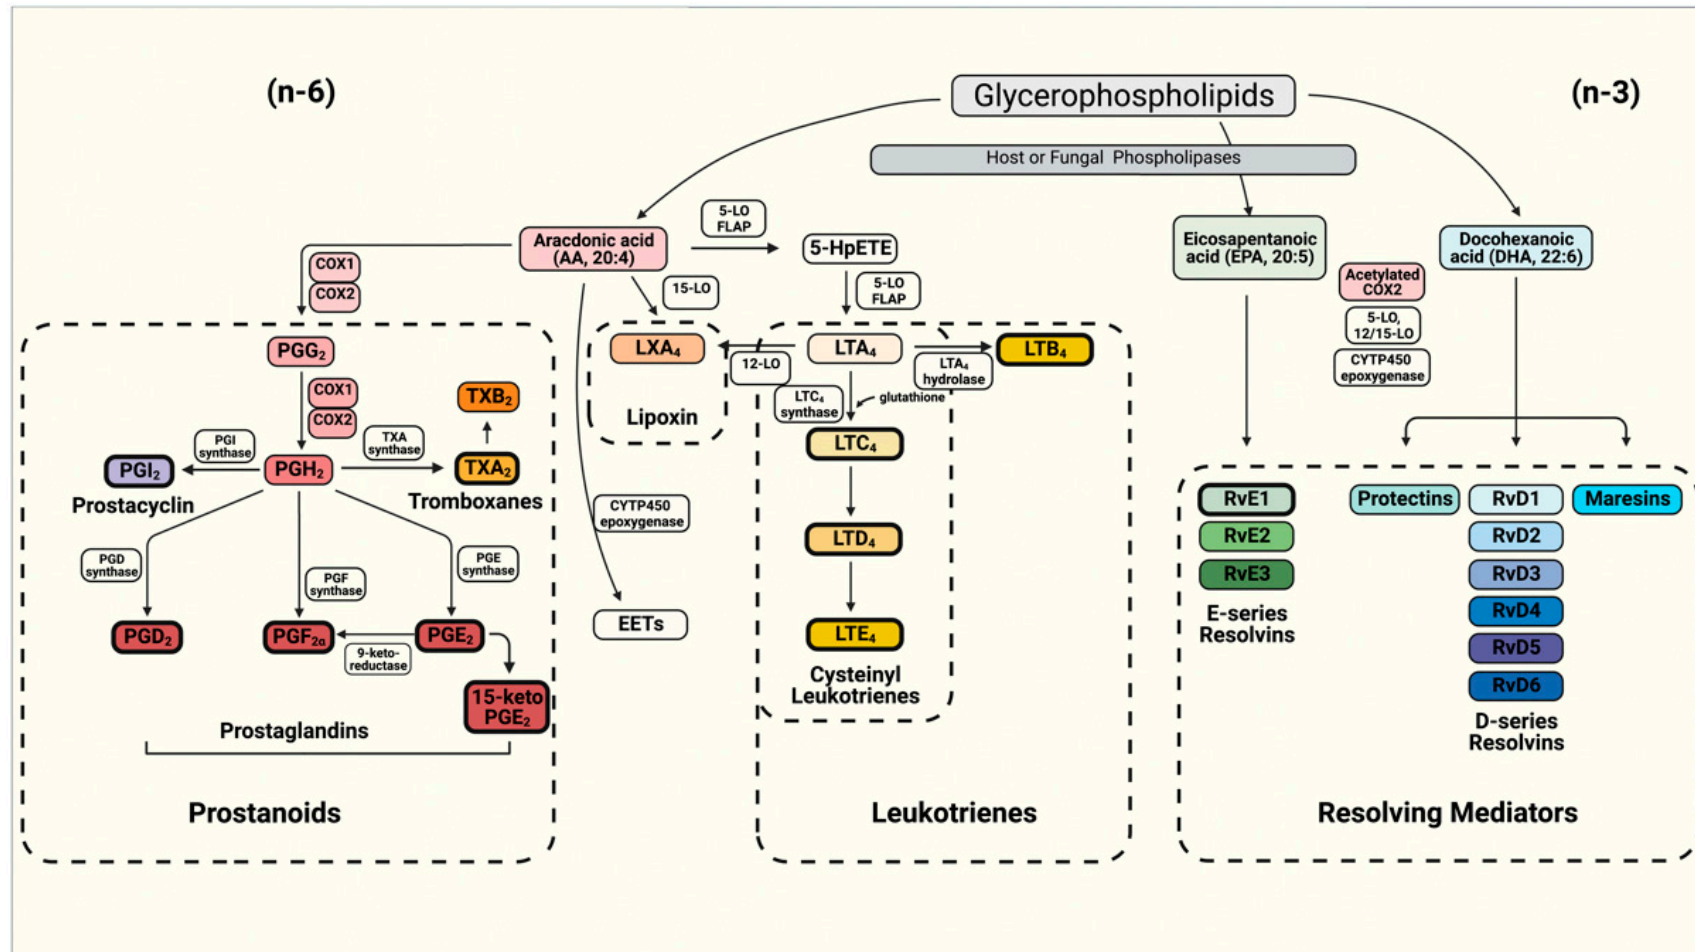 (n-6)
Glycerophospholipids
(n-3)
Host or Fungal Phospholipases
Aracdonic acid
(AA, 20:4)
5-LO
FLAP
5-HpETE
Eicosapentanoic
acid (EPA, 20:5)
Docohexanoic
acid (DHA, 22:6)
COX1
COX2
15-LO
5-LO
FLAP
Acetylated
COX2
5-LO,
12/15-LO
CYTP450
epoxygenase
PGG₂
COX1
COX2
PGI
synthase
PGI₂
Prostacyclin
PGH₂
TXA
synthase
TXB₂
TXA₂
Tromboxanes
PGD
synthase
PGF
synthase
PGE
synthase
PGD₂
PGF₂α
9-keto-
reductase
PGE₂
15-keto
PGE₂
Prostaglandins
Prostanoids
LXA₄
Lipoxin
12-LO
CYTP450
epoxygenase
EETs
LTA₄
LTA₄
hydrolase
LTB₄
LTC₄
synthase
glutathione
LTC₄
LTD₄
LTE₄
Cysteinyl
Leukotrienes
Leukotrienes
RvE1
RvE2
RvE3
E-series
Resolvins
Protectins
RvD1
RvD2
RvD3
RvD4
RvD5
RvD6
D-series
Resolvins
Maresins
Resolving Mediators